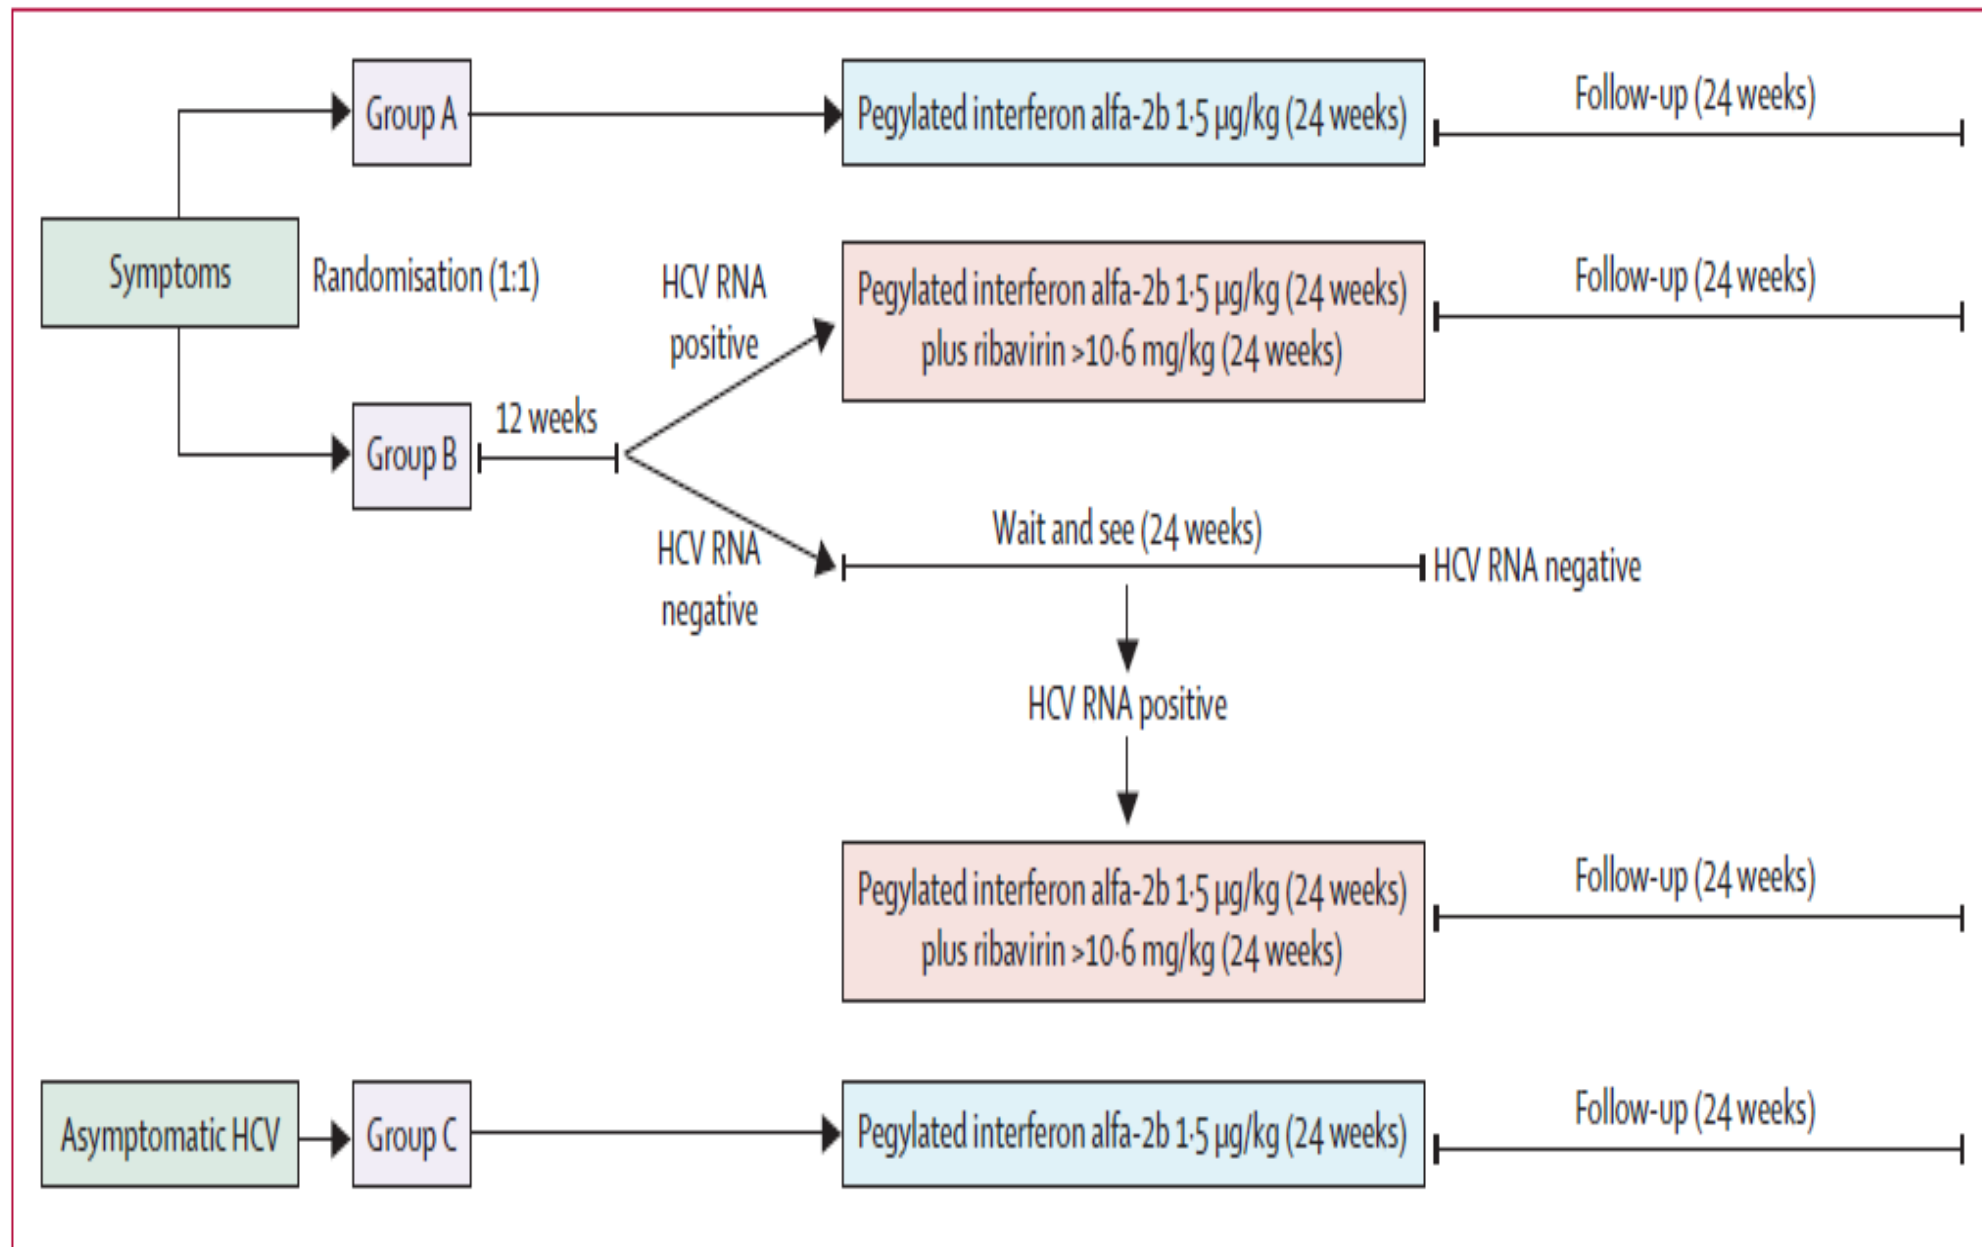 Group A
Pegylated interferon alfa-2b 1·5 μg/kg (24 weeks)
Follow-up (24 weeks)
Symptoms
Randomisation (1:1)
HCV RNA
positive
Pegylated interferon alfa-2b 1·5 μg/kg (24 weeks)
plus ribavirin >10·6 mg/kg (24 weeks)
Follow-up (24 weeks)
Group B
12 weeks
HCV RNA
negative
Wait and see (24 weeks)
HCV RNA negative
HCV RNA positive
Pegylated interferon alfa-2b 1·5 μg/kg (24 weeks)
plus ribavirin >10·6 mg/kg (24 weeks)
Follow-up (24 weeks)
Asymptomatic HCV
Group C
Pegylated interferon alfa-2b 1·5 μg/kg (24 weeks)
Follow-up (24 weeks)